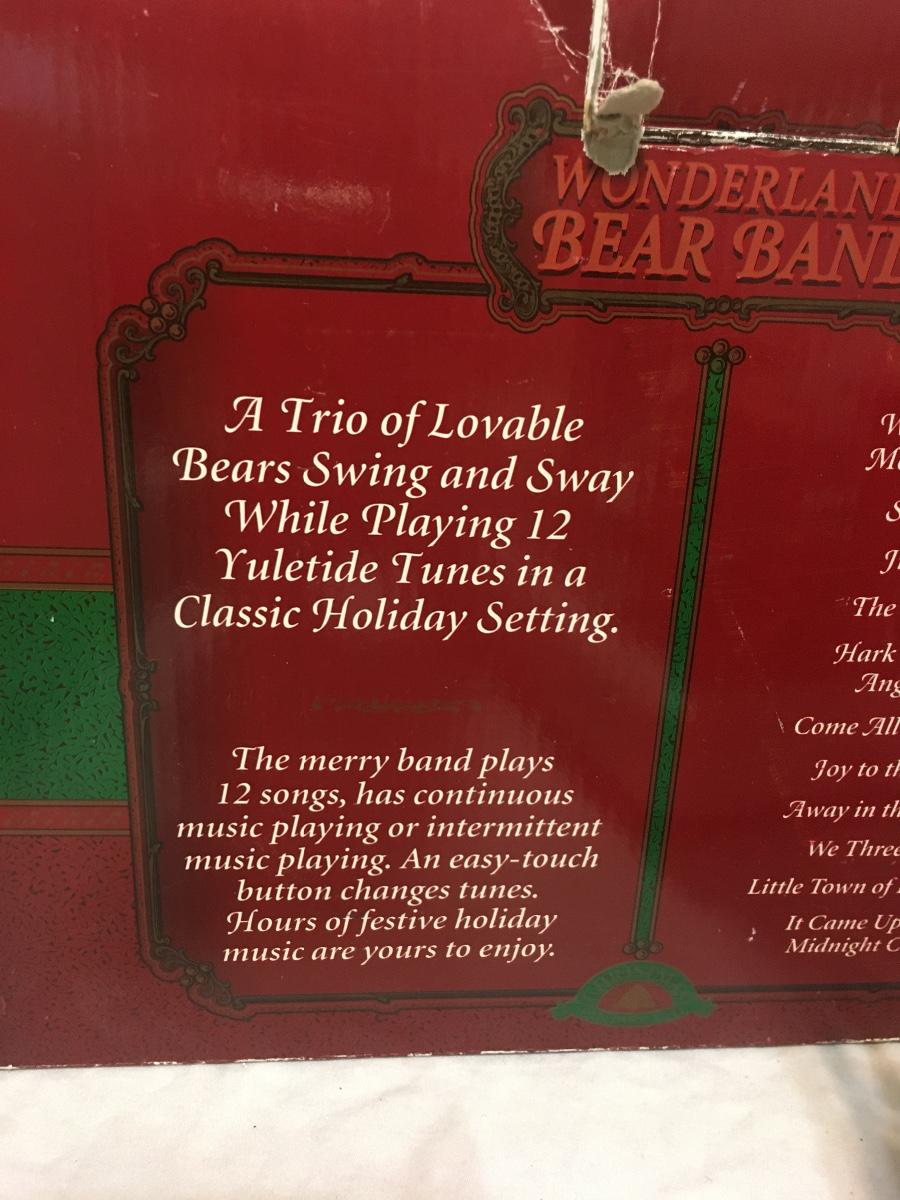 WONDERLAN
BEAR BAN
A Trio of Lovable
Bears Swing and Sway
While Playing 12
Yuletide Tunes in a
Classic Holiday Setting.
The merry band plays
12 songs, has continuous
music playing or intermittent
music playing. An easy-touch
button changes tunes.
Hours of festive holiday
music are yours to enjoy.
W
M
S
J
The
Hark
Ang
Come All
Joy to th
Away in th
We Three
Little Town of
It Came Up
Midnight C